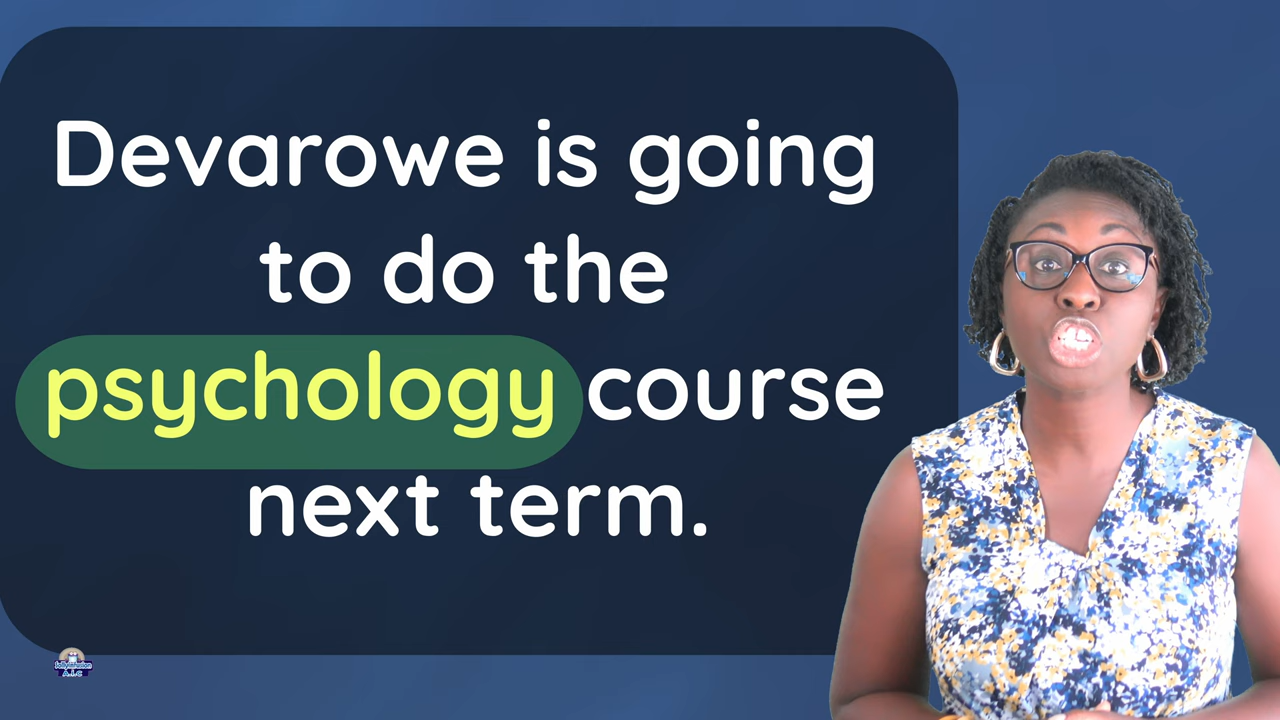 Devarowe is going
to do the
psychology course
next term.